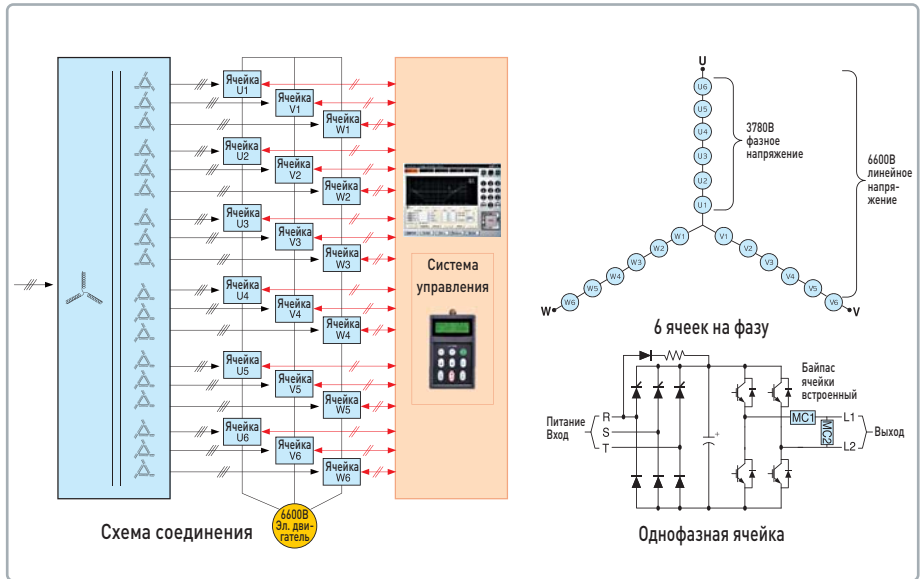 Ячейка
U1
Ячейка
V1
Ячейка
W1
Ячейка
U2
Ячейка
V2
Ячейка
W2
Ячейка
U3
Ячейка
V3
Ячейка
W3
Ячейка
U4
Ячейка
V4
Ячейка
W4
Ячейка
U5
Ячейка
V5
Ячейка
W5
Ячейка
U6
Ячейка
V6
Ячейка
W6
6600В
Эл. дви-
гатель
Схема соединения
Система
управления
U
U6
U5
U4
U3
U2
U1
3780В
фазное
напряжение
6600В
линейное
напря-
жение
W1
W2
W3
W4
W5
W6
W
V1
V2
V3
V4
V5
V6
V
6 ячеек на фазу
Байпас
ячейки
встроенный
Питание
Вход
R
S
T
+
MC1
MC2
L1
L2
Выход
Однофазная ячейка